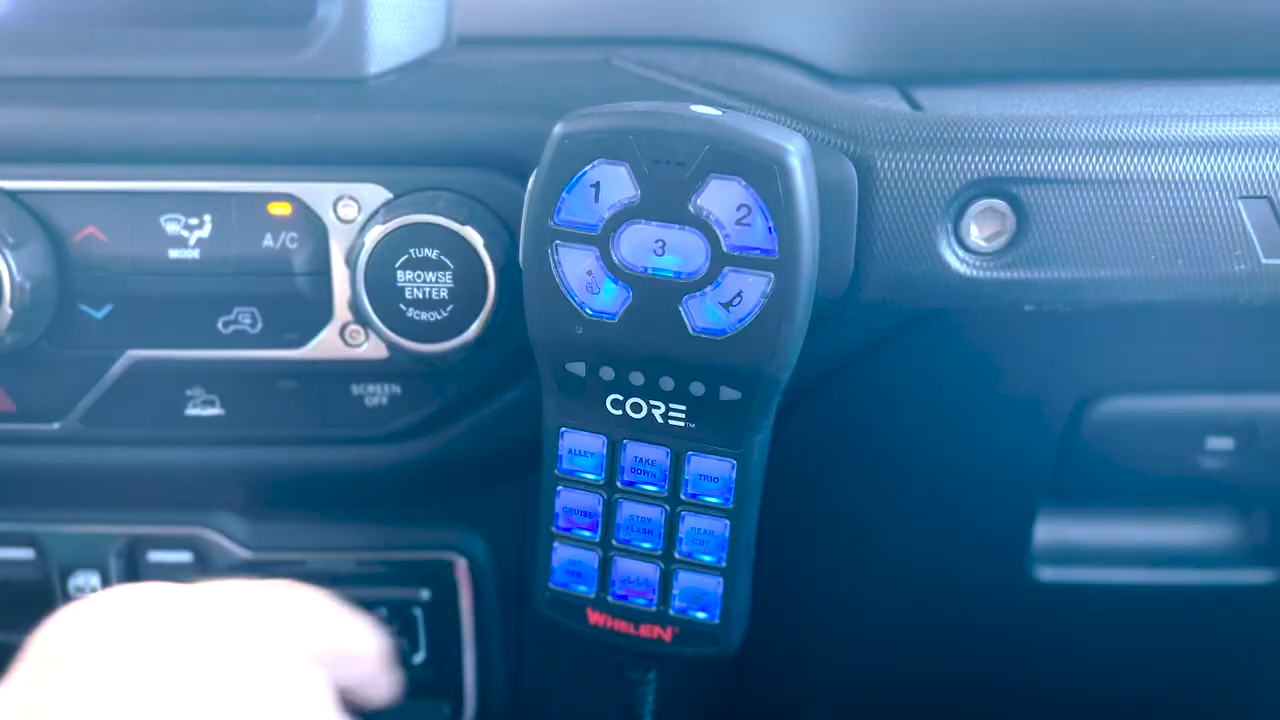 1
2
3
MODE
A/C
TUNE
BROWSE
ENTER
SCROLL
SCREEN
OFF
CORE™
ALLEY
TAKE
DOWN
TRIO
CRUISE
STDY
FLASH
REAR
CUT
WHELEN